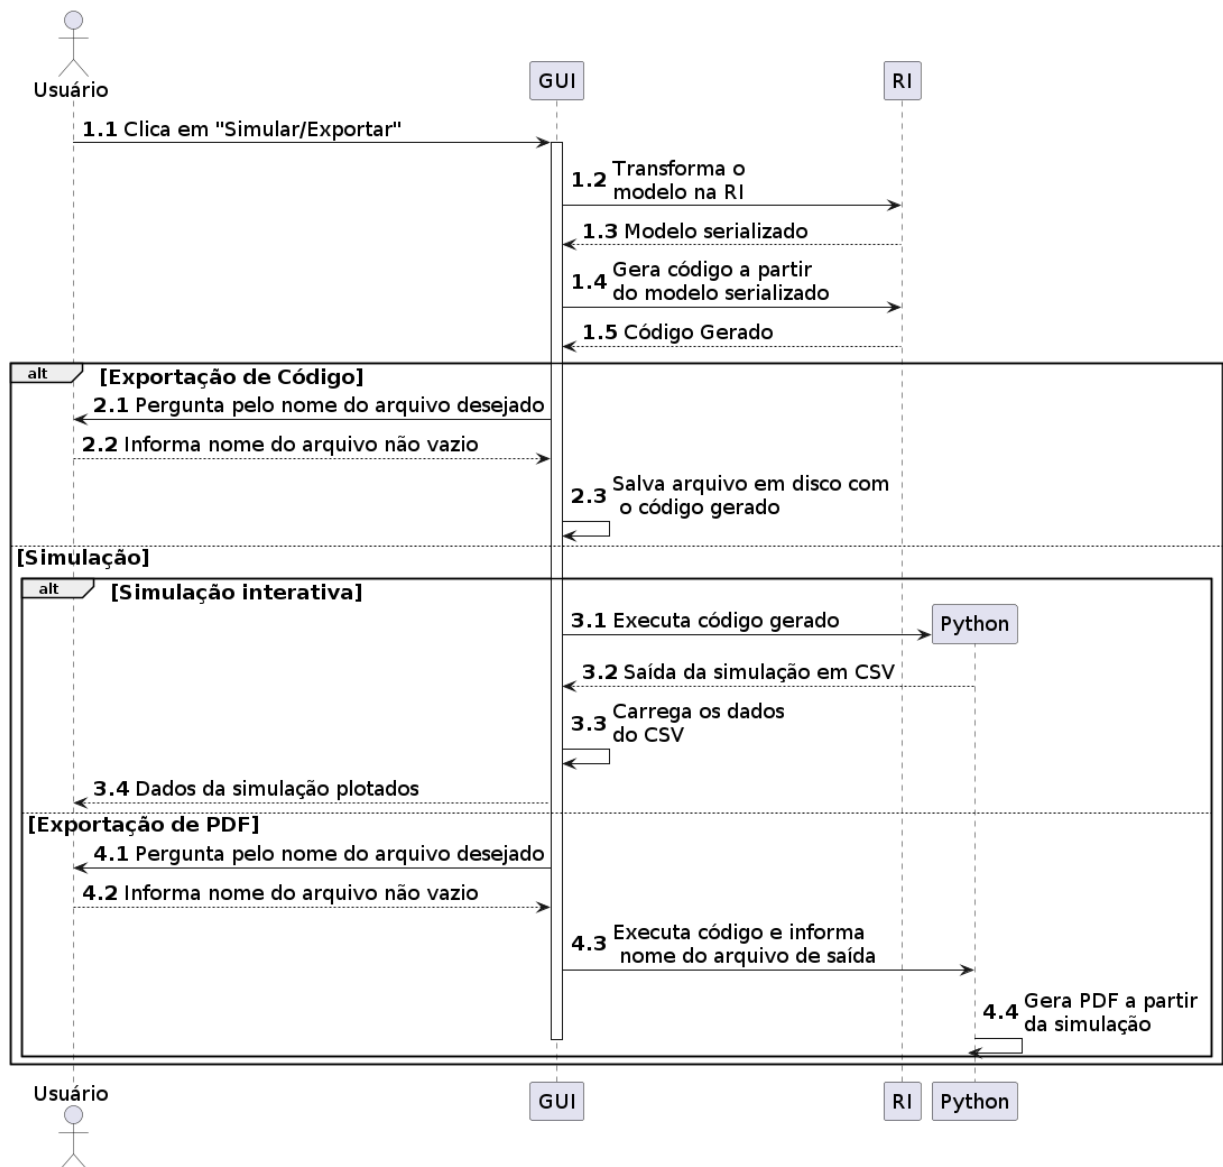 Usuário
GUI
RI
1.1 Clica em "Simular/Exportar"
1.2 Transforma o
modelo na RI
1.3 Modelo serializado
1.4 Gera código a partir
do modelo serializado
1.5 Código Gerado
alt [Exportação de Código]
2.1 Pergunta pelo nome do arquivo desejado
2.2 Informa nome do arquivo não vazio
2.3 Salva arquivo em disco com
o código gerado
[Simulação]
alt [Simulação interativa]
Python
3.1 Executa código gerado
3.2 Saída da simulação em CSV
3.3 Carrega os dados
do CSV
3.4 Dados da simulação plotados
[Exportação de PDF]
4.1 Pergunta pelo nome do arquivo desejado
4.2 Informa nome do arquivo não vazio
4.3 Executa código e informa
nome do arquivo de saída
4.4 Gera PDF a partir
da simulação
Usuário
GUI
RI
Python